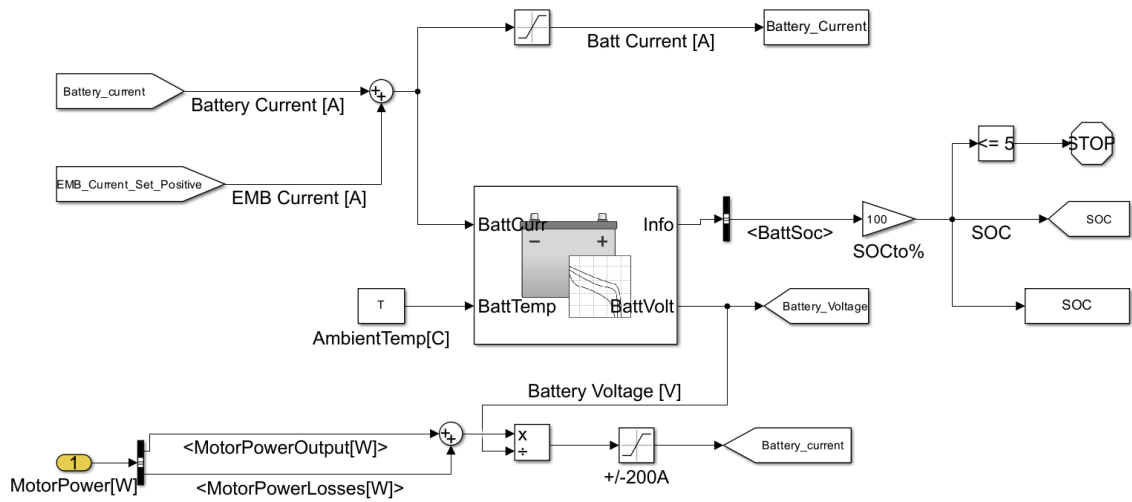 Batt Current [A]
Battery_Current
Battery_current
Battery Current [A]
EMB_Current_Set_Positive
EMB Current [A]
<= 5
STOP
BattCurr
Info
<BattSoc>
100
SOCto%
SOC
SOC
SOC
T
AmbientTemp[C]
BattTemp
BattVolt
Battery_Voltage
Battery Voltage [V]
1
MotorPower[W]
<MotorPowerOutput[W]>
<MotorPowerLosses[W]>
+/-200A
Battery_current